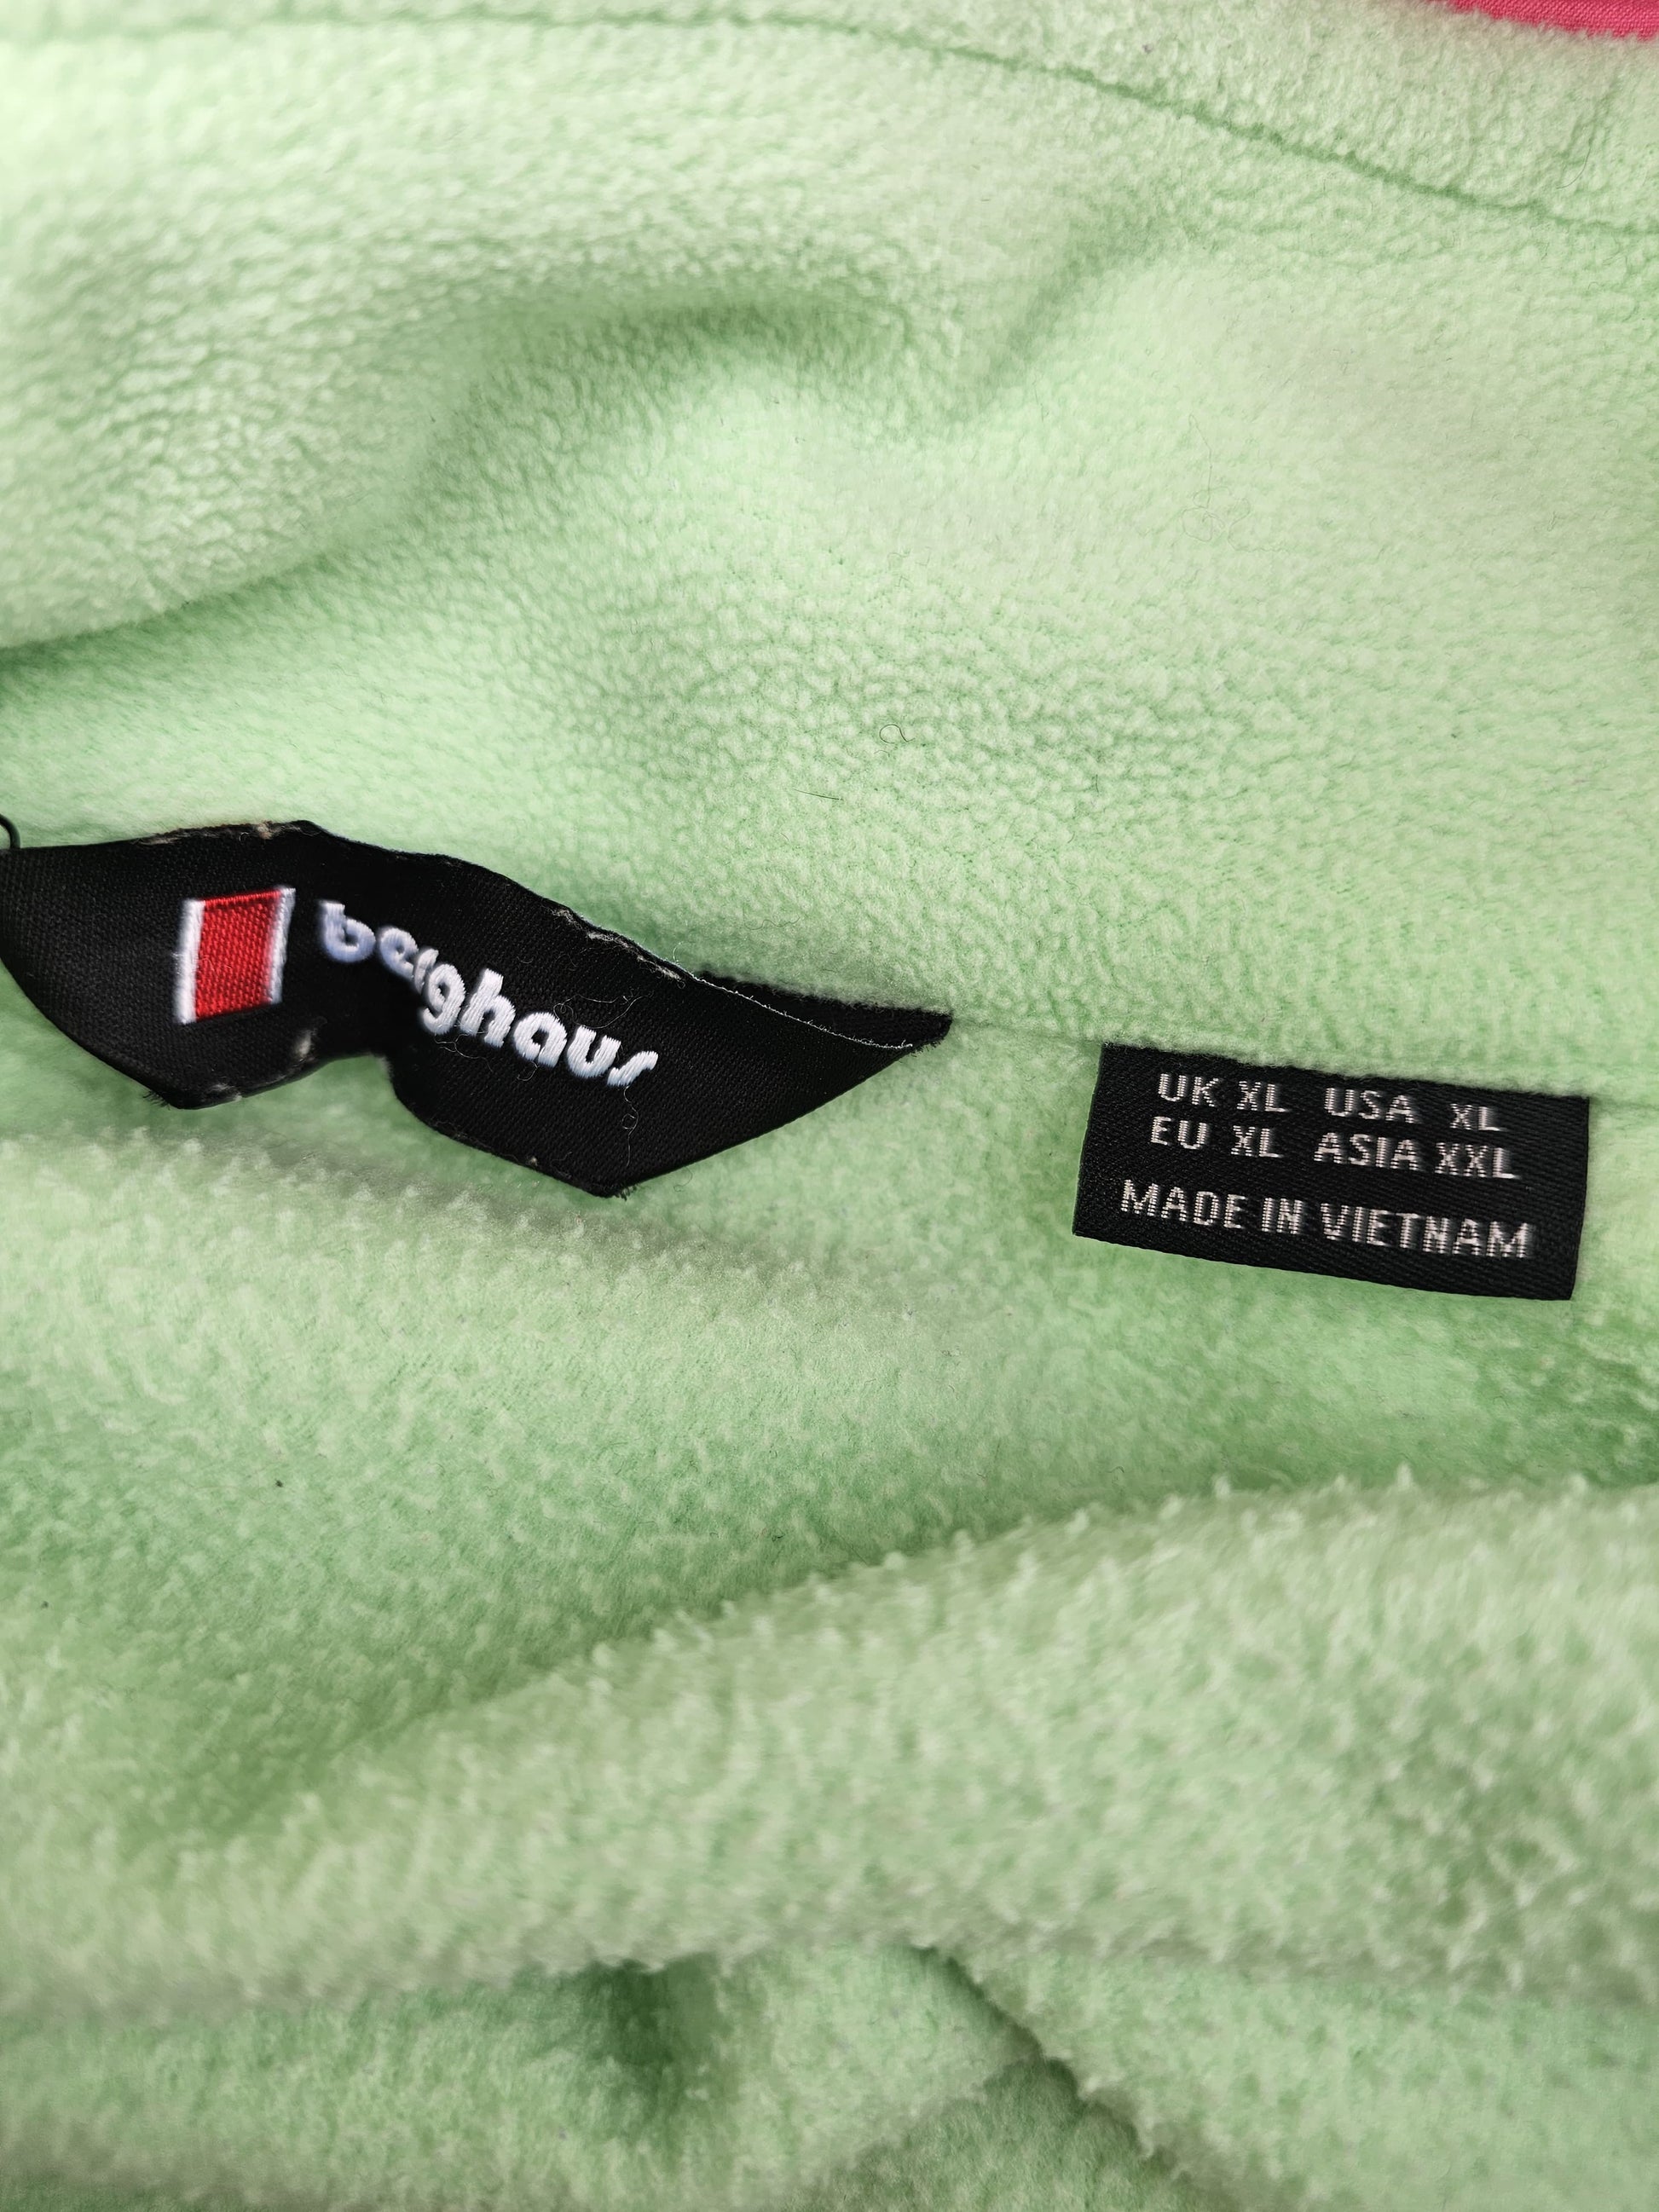 berghaus
UK XL USA XL
EU XL ASIA XXL
MADE IN VIETNAM